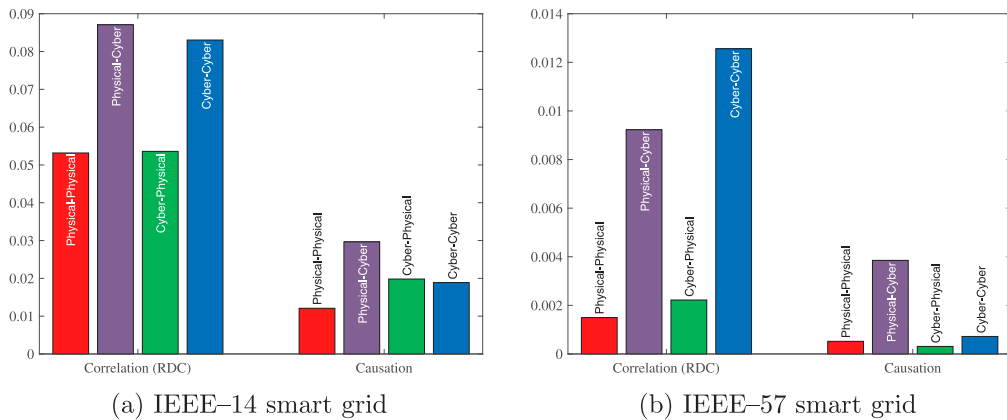 0.09
0.08
0.07
0.06
0.05
0.04
0.03
0.02
0.01
0
Physical-Physical
Physical-Cyber
Cyber-Physical
Cyber-Cyber
Physical-Physical
Physical-Cyber
Cyber-Physical
Cyber-Cyber
Correlation (RDC)
Causation
(a) IEEE–14 smart grid
0.014
0.012
0.01
0.008
0.006
0.004
0.002
0
Physical-Physical
Physical-Cyber
Cyber-Physical
Cyber-Cyber
Physical-Physical
Physical-Cyber
Cyber-Physical
Cyber-Cyber
Correlation (RDC)
Causation
(b) IEEE–57 smart grid